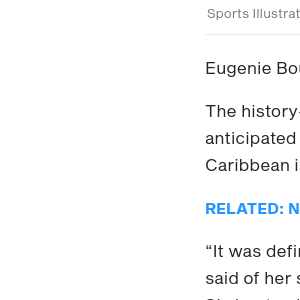 Sports Illustrat
Eugenie Bo
The history-
anticipated
Caribbean i
RELATED: N
“It was defi
said of her s